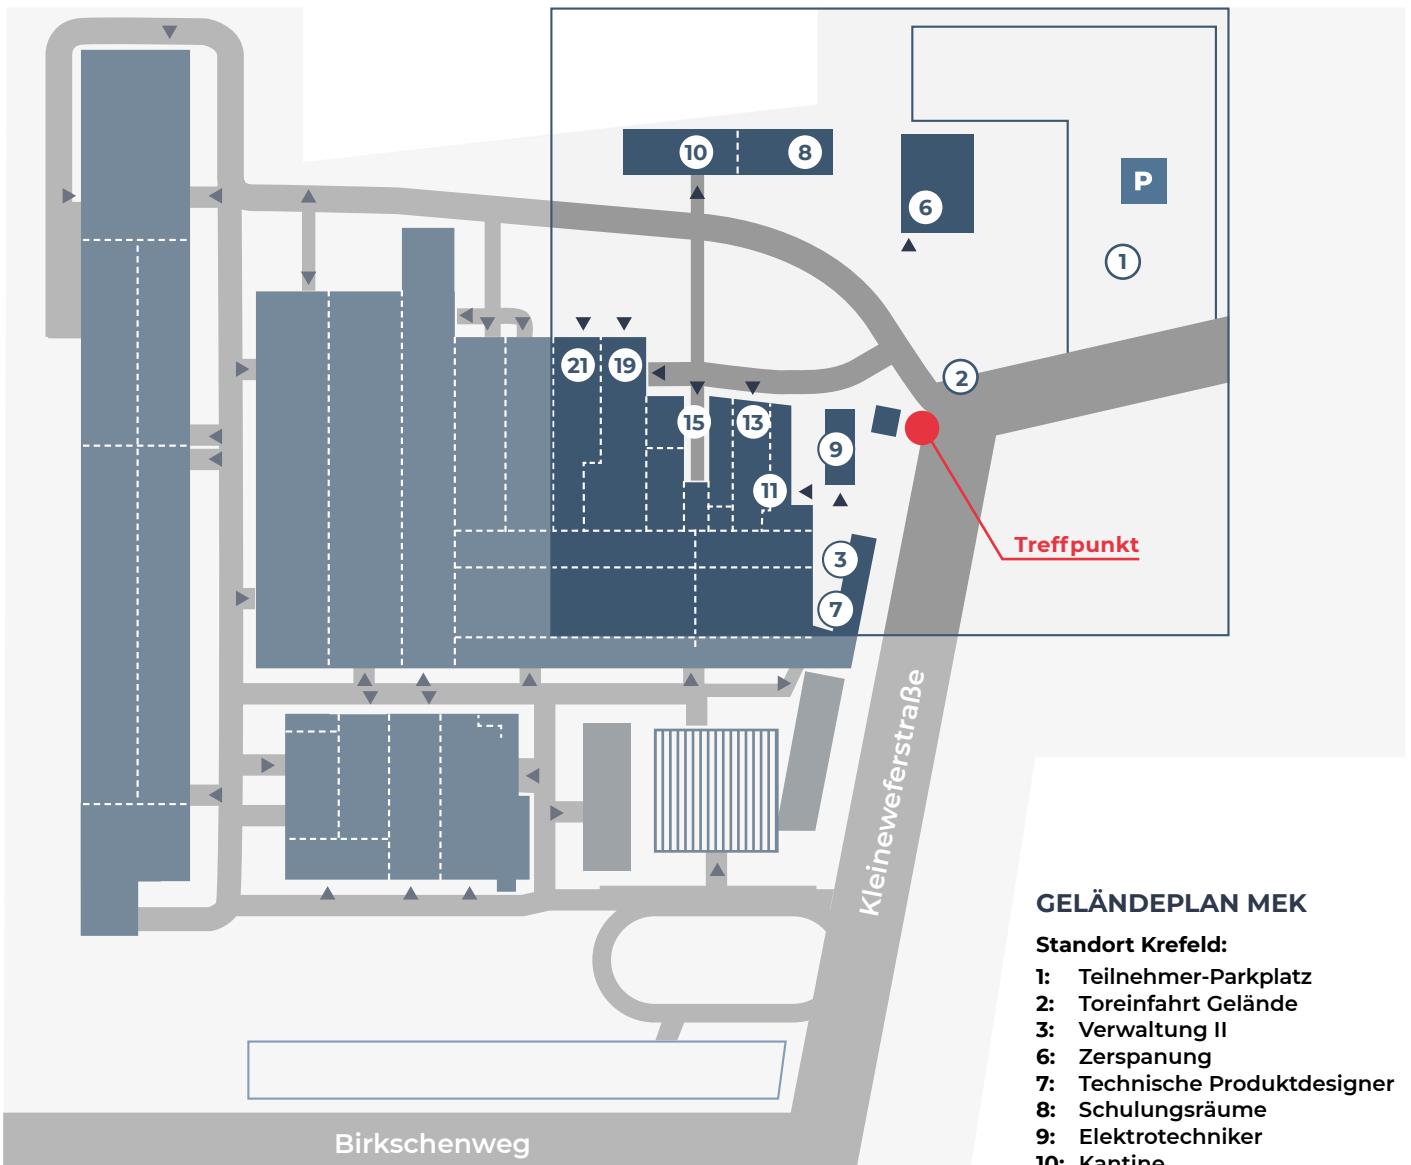 10
8
6
P
1
21
19
2
15
13
9
11
Treffpunkt
3
7
Kleineweferstraße
GELÄNDEPLAN MEK
Standort Krefeld:
1: Teilnehmer-Parkplatz
2: Toreinfahrt Gelände
3: Verwaltung II
6: Zerspanung
7: Technische Produktdesigner
8: Schulungsräume
9: Elektrotechniker
10: Kantine
Birkschenweg